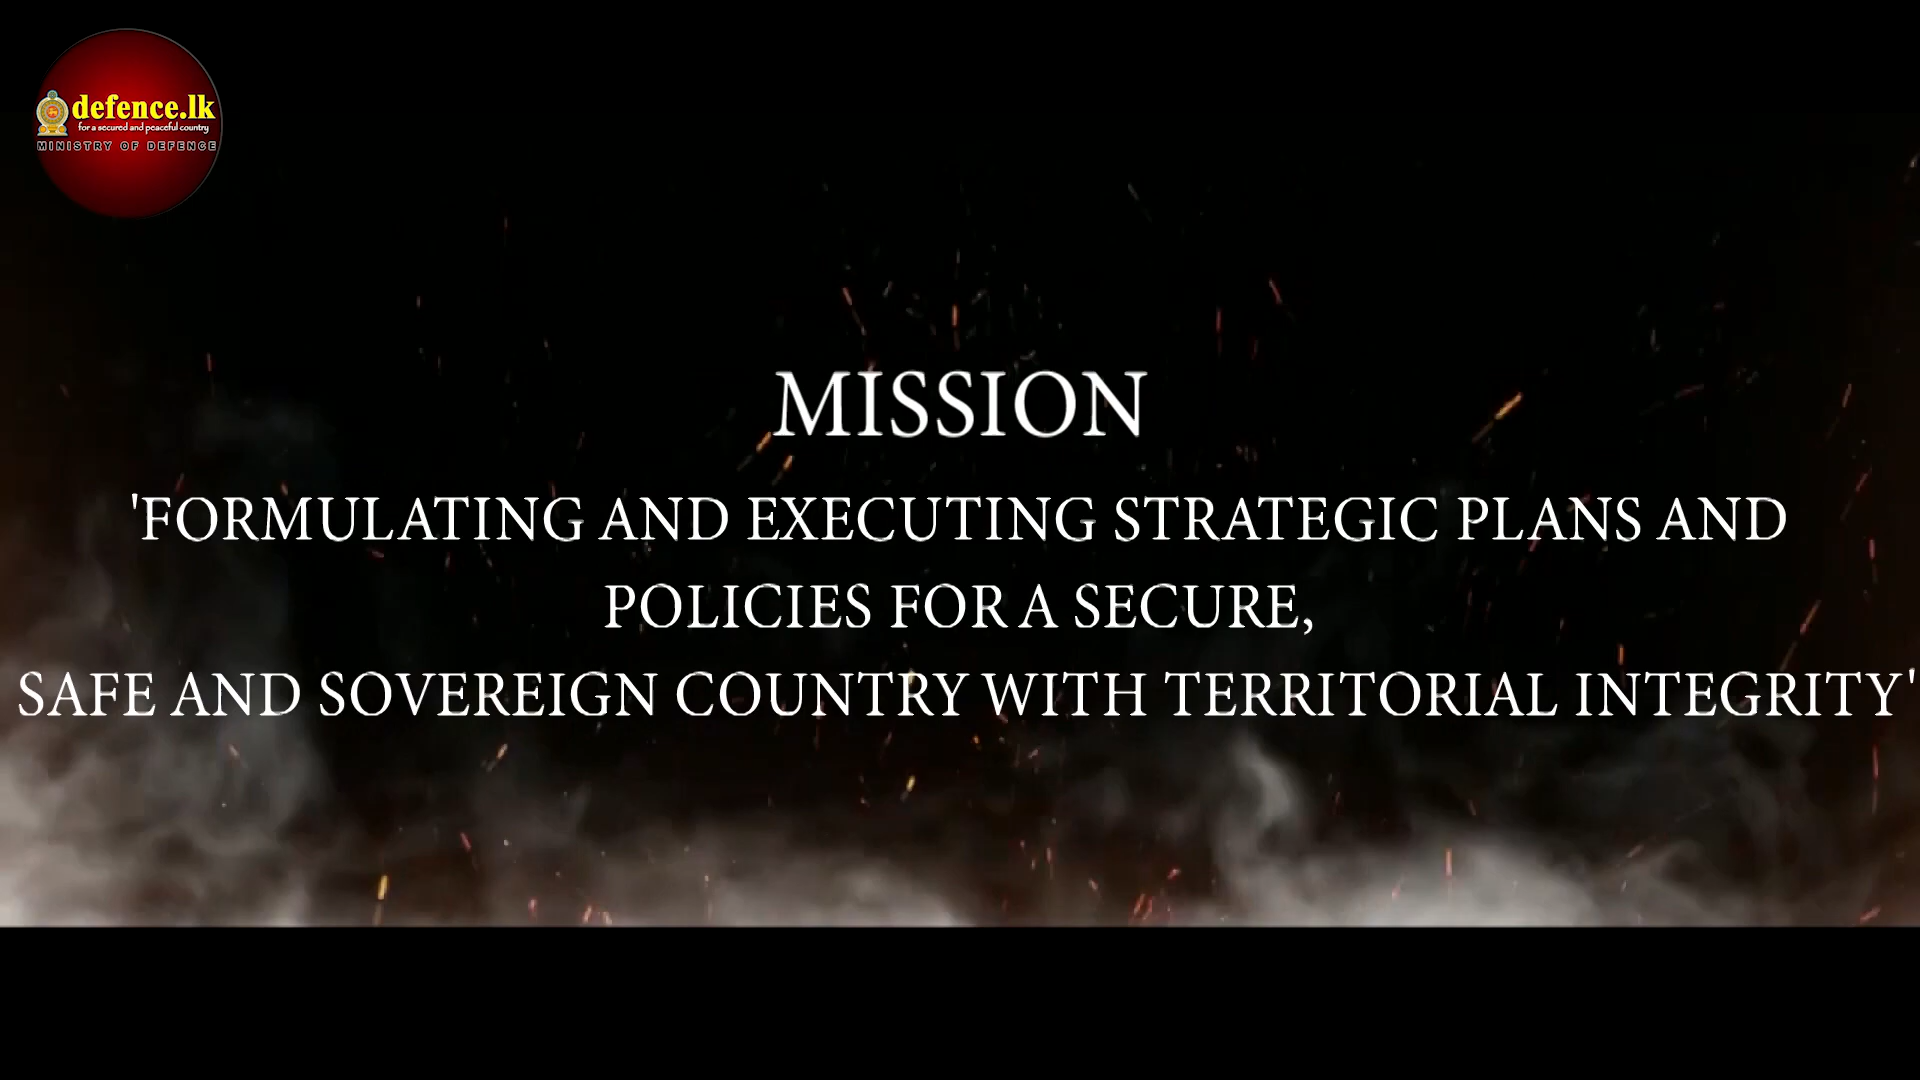 defence.lk
for a secured and peaceful country
MINISTRY OF DEFENCE
MISSION
'FORMULATING AND EXECUTING STRATEGIC PLANS AND
POLICIES FOR A SECURE,
SAFE AND SOVEREIGN COUNTRY WITH TERRITORIAL INTEGRITY'